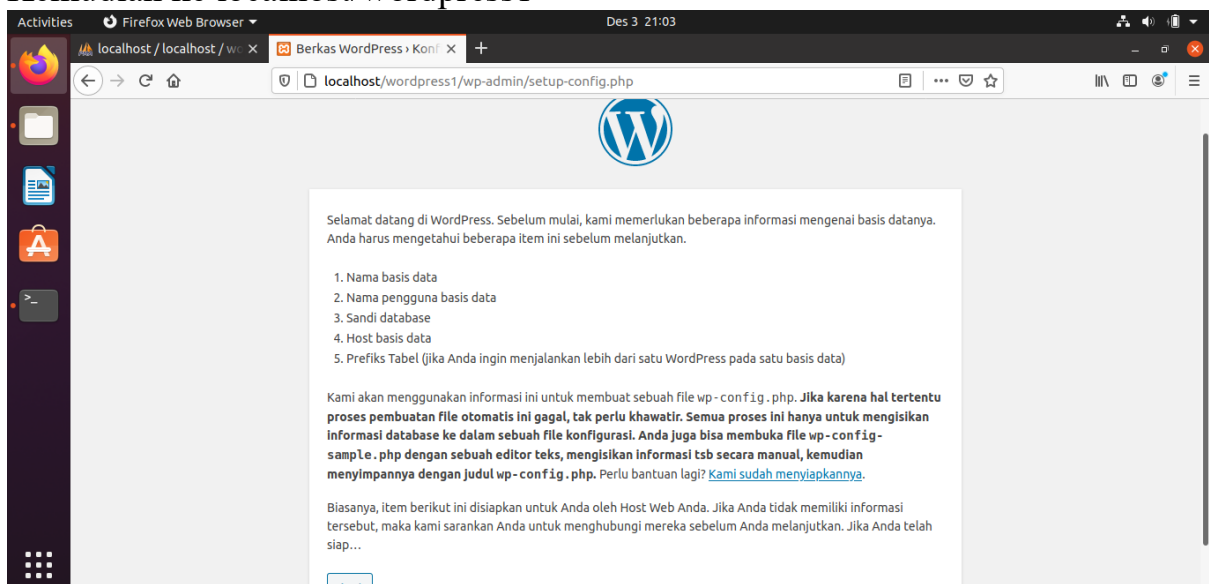 Activities Firefox Web Browser Des 3 21:03
localhost / localhost / wo Berkas WordPress › Konf
localhost/wordpress1/wp-admin/setup-config.php
Selamat datang di WordPress. Sebelum mulai, kami memerlukan beberapa informasi mengenai basis datanya.
Anda harus mengetahui beberapa item ini sebelum melanjutkan.
1. Nama basis data
2. Nama pengguna basis data
3. Sandi database
4. Host basis data
5. Prefiks Tabel (jika Anda ingin menjalankan lebih dari satu WordPress pada satu basis data)
Kami akan menggunakan informasi ini untuk membuat sebuah file wp-config.php. Jika karena hal tertentu
proses pembuatan file otomatis ini gagal, tak perlu khawatir. Semua proses ini hanya untuk mengisikan
informasi database ke dalam sebuah file konfigurasi. Anda juga bisa membuka file wp-config-
sample.php dengan sebuah editor teks, mengisikan informasi tsb secara manual, kemudian
menyimpannya dengan judul wp-config.php. Perlu bantuan lagi? Kami sudah menyiapkannya.
Biasanya, item berikut ini disiapkan untuk Anda oleh Host Web Anda. Jika Anda tidak memiliki informasi
tersebut, maka kami sarankan Anda untuk menghubungi mereka sebelum Anda melanjutkan. Jika Anda telah
siap…